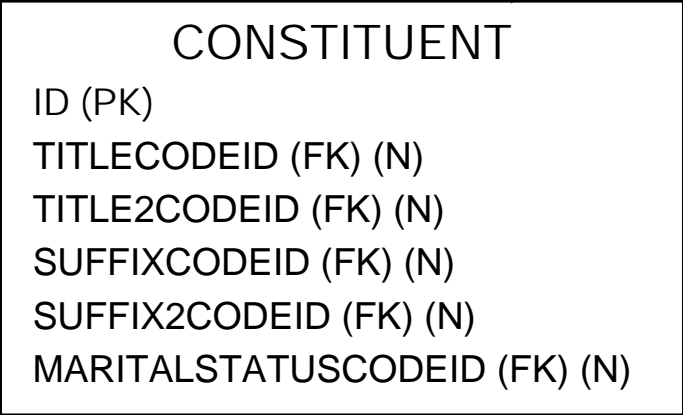 CONSTITUENT
ID (PK)
TITLECODEID (FK) (N)
TITLE2CODEID (FK) (N)
SUFFIXCODEID (FK) (N)
SUFFIX2CODEID (FK) (N)
MARITALSTATUSCODEID (FK) (N)